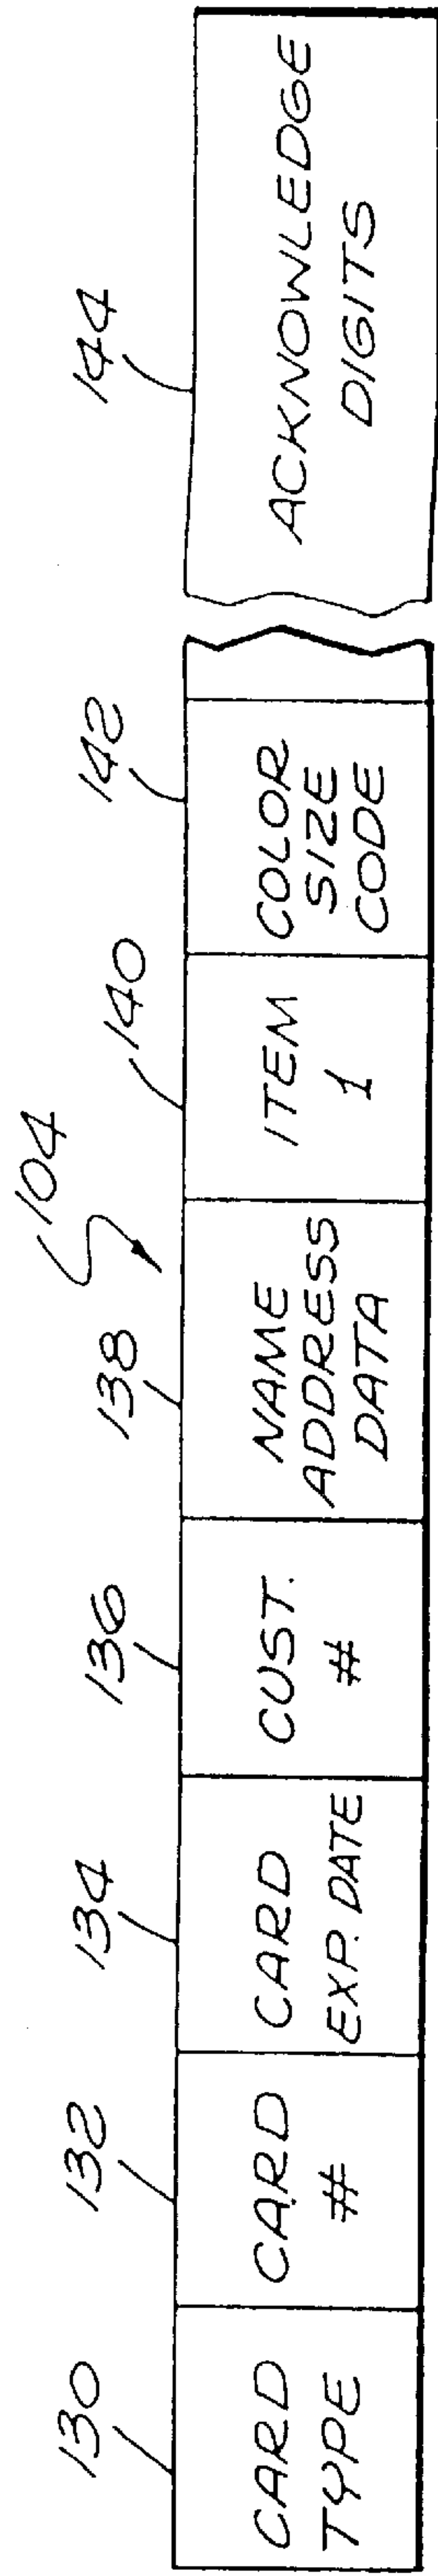 104
130
132
134
136
138
140
142
144
CARD
TYPE
CARD
#
CARD
EXP. DATE
CUST.
#
NAME
ADDRESS
DATA
ITEM
1
COLOR
SIZE
CODE
ACKNOWLEDGE
DIGITS